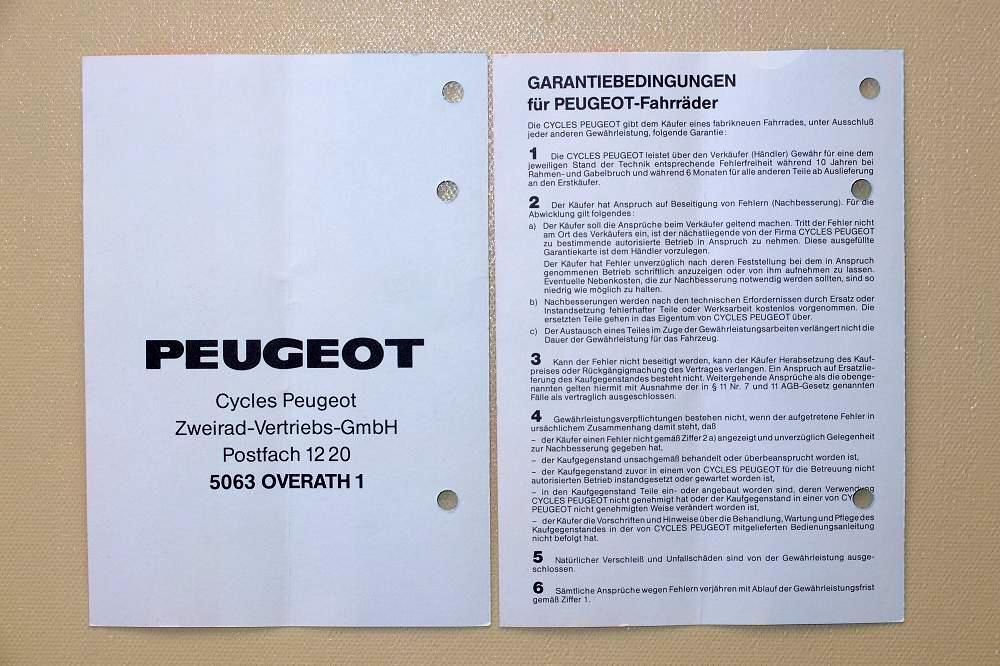 PEUGEOT
Cycles Peugeot
Zweirad-Vertriebs-GmbH
Postfach 12 20
5063 OVERATH 1
GARANTIEBEDINGUNGEN
für PEUGEOT-Fahrräder
Die CYCLES PEUGEOT gibt dem Käufer eines fabrikneuen Fahrrades, unter Ausschluß
jeder anderen Gewährleistung, folgende Garantie:
1 Die CYCLES PEUGEOT leistet über den Verkäufer (Händler) Gewähr für eine dem
jeweiligen Stand der Technik entsprechende Fehlerfreiheit während 10 Jahren bei
Rahmen- und Gabelbruch und während 6 Monaten für alle anderen Teile ab Auslieferung
an den Erstkäufer.
2 Der Käufer hat Anspruch auf Beseitigung von Fehlern (Nachbesserung). Für die
Abwicklung gilt folgendes:
a) Der Käufer soll die Ansprüche beim Verkäufer geltend machen. Tritt der Fehler nicht
am Ort des Verkäufers ein, ist der nächstliegende von der Firma CYCLES PEUGEOT
zu bestimmende autorisierte Betrieb in Anspruch zu nehmen. Diese ausgefüllte
Garantiekarte ist dem Händler vorzulegen.
Der Käufer hat Fehler unverzüglich nach deren Feststellung bei dem in Anspruch
genommenen Betrieb schriftlich anzuzeigen oder von ihm aufnehmen zu lassen.
Eventuelle Nebenkosten, die zur Nachbesserung notwendig werden sollten, sind so
niedrig wie möglich zu halten.
b) Nachbesserungen werden nach den technischen Erfordernissen durch Ersatz oder
Instandsetzung fehlerhafter Teile oder Werksarbeit kostenlos vorgenommen. Die
ersetzten Teile gehen in das Eigentum von CYCLES PEUGEOT über.
c) Der Austausch eines Teiles im Zuge der Gewährleistungsarbeiten verlängert nicht die
Dauer der Gewährleistung für das Fahrzeug.
3 Kann der Fehler nicht beseitigt werden, kann der Käufer Herabsetzung des Kauf-
preises oder Rückgängigmachung des Vertrages verlangen. Ein Anspruch auf Ersatzlie-
ferung des Kaufgegenstandes besteht nicht. Weitergehende Ansprüche als die obenge-
nannten gelten hiermit mit Ausnahme der in § 11 Nr. 7 und 11 AGB-Gesetz genannten
Fälle als vertraglich ausgeschlossen.
4 Gewährleistungsverpflichtungen bestehen nicht, wenn der aufgetretene Fehler in
ursächlichem Zusammenhang damit steht, daß
– der Käufer einen Fehler nicht gemäß Ziffer 2 a) angezeigt und unverzüglich Gelegenheit
zur Nachbesserung gegeben hat,
– der Kaufgegenstand unsachgemäß behandelt oder überbeansprucht worden ist,
– der Kaufgegenstand zuvor in einem von CYCLES PEUGEOT für die Betreuung nicht
autorisierten Betrieb instandgesetzt oder gewartet worden ist,
– in den Kaufgegenstand Teile ein- oder angebaut worden sind, deren Verwendung
CYCLES PEUGEOT nicht genehmigt hat oder der Kaufgegenstand in einer von
PEUGEOT nicht genehmigten Weise verändert worden ist,
– der Käufer die Vorschriften und Hinweise über die Behandlung, Wartung und Pflege des
Kaufgegenstandes in der von CYCLES PEUGEOT mitgelieferten Bedienungsanleitung
nicht befolgt hat.
5 Natürlicher Verschleiß und Unfallschäden sind von der Gewährleistung ausge-
schlossen.
6 Sämtliche Ansprüche wegen Fehlern verjähren mit Ablauf der Gewährleistungsfrist
gemäß Ziffer 1.